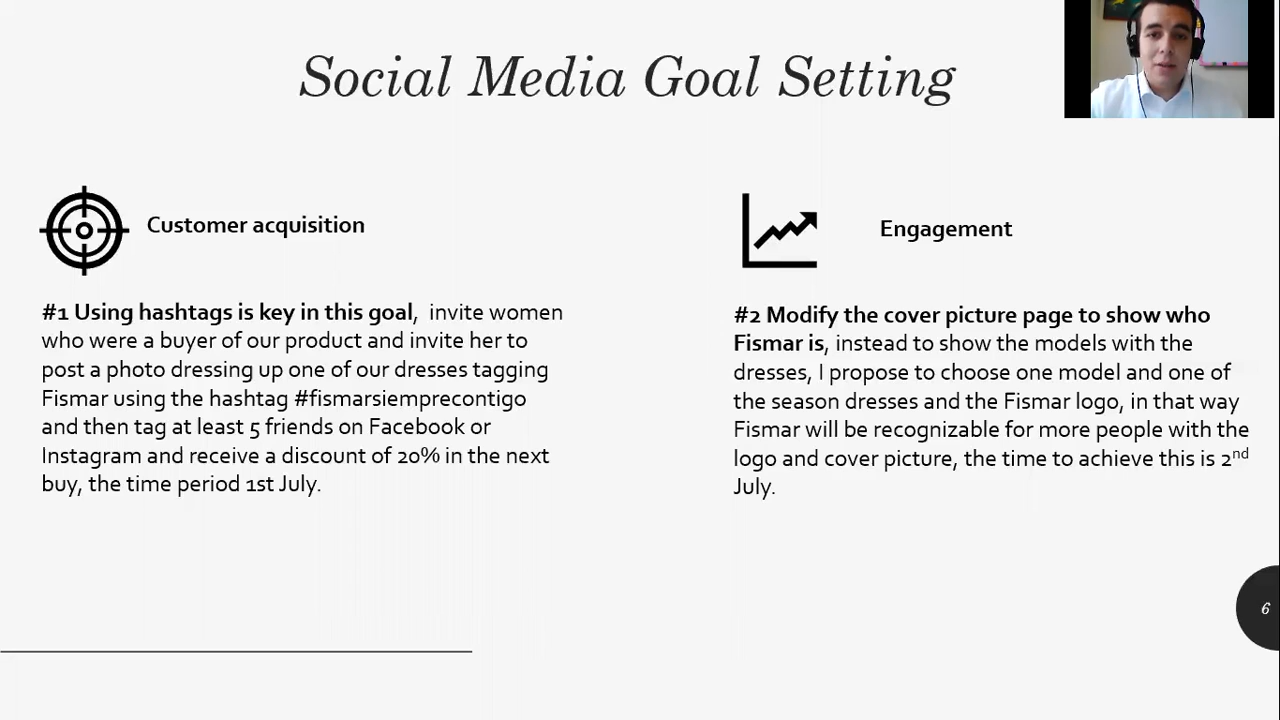 Social Media Goal Setting
Customer acquisition
#1 Using hashtags is key in this goal, invite women
who were a buyer of our product and invite her to
post a photo dressing up one of our dresses tagging
Fismar using the hashtag #fismarsiemprecontigo
and then tag at least 5 friends on Facebook or
Instagram and receive a discount of 20% in the next
buy, the time period 1st July.
Engagement
#2 Modify the cover picture page to show who
Fismar is, instead to show the models with the
dresses, I propose to choose one model and one of
the season dresses and the Fismar logo, in that way
Fismar will be recognizable for more people with the
logo and cover picture, the time to achieve this is 2nd
July.
6